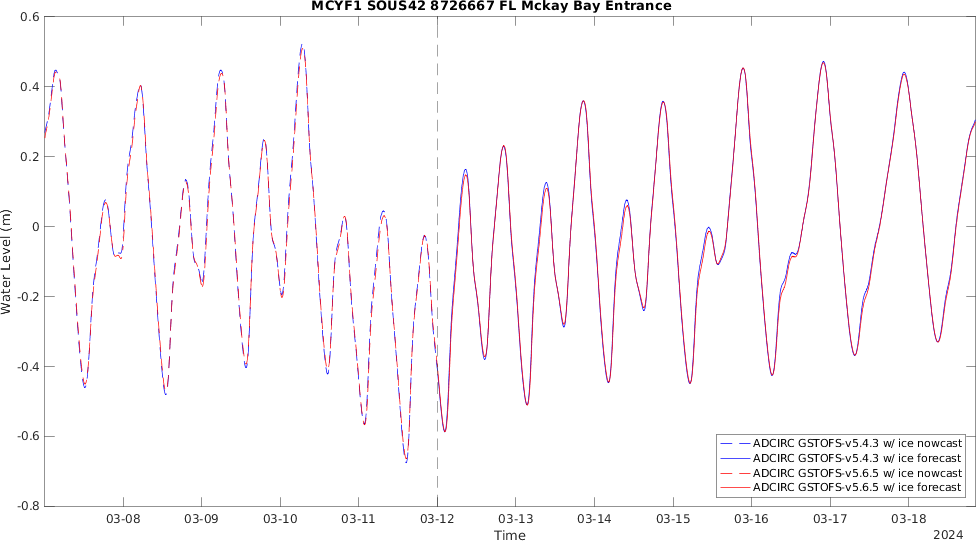 MCYF1 SOUS42 8726667 FL Mckay Bay Entrance
Water Level (m)
0.6
0.4
0.2
0
-0.2
-0.4
-0.6
-0.8
ADCIRC GSTOFS-v5.4.3 w/ ice nowcast
ADCIRC GSTOFS-v5.4.3 w/ ice forecast
ADCIRC GSTOFS-v5.6.5 w/ ice nowcast
ADCIRC GSTOFS-v5.6.5 w/ ice forecast
03-08 03-09 03-10 03-11 03-12 03-13 03-14 03-15 03-16 03-17 03-18
Time
2024